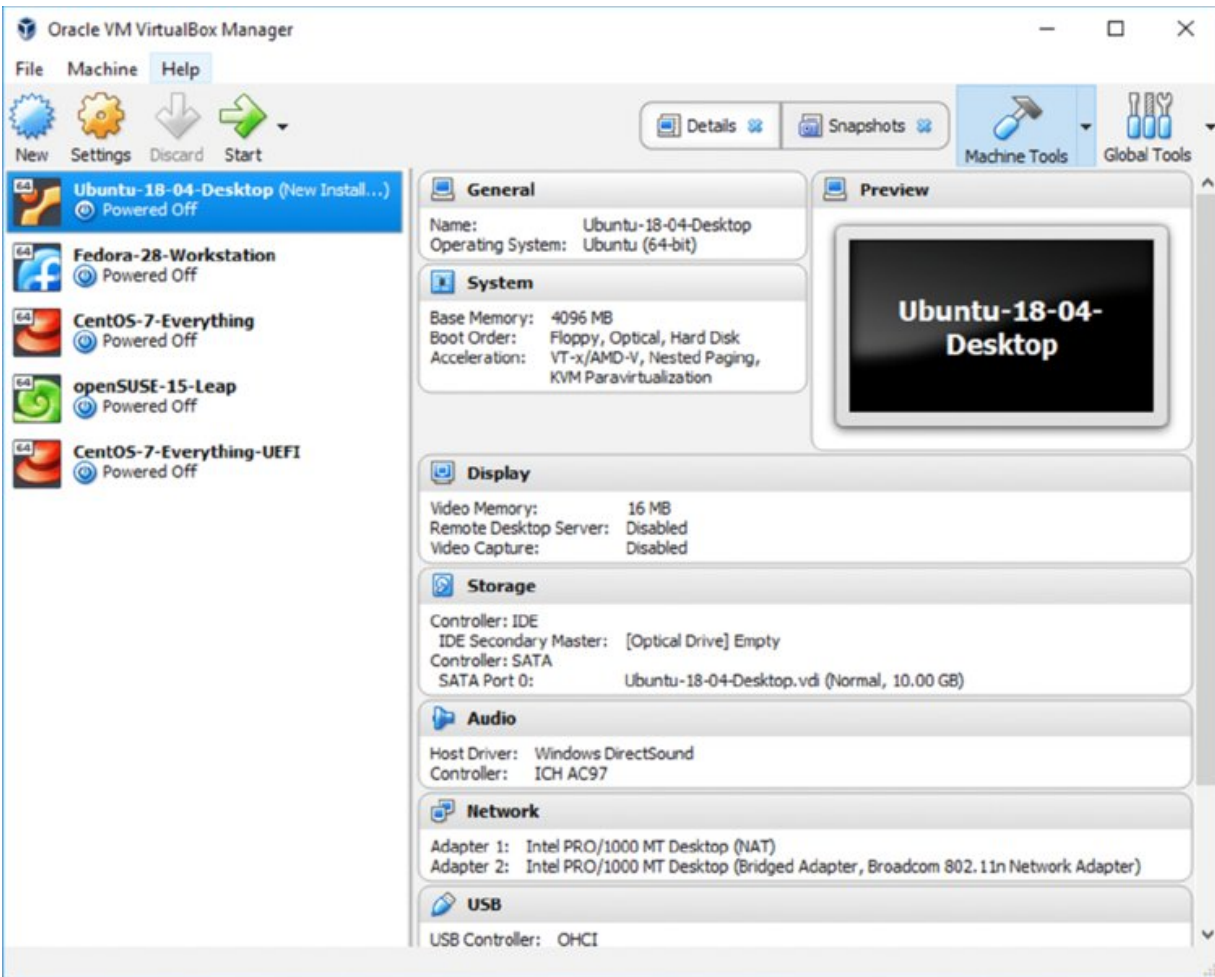 Oracle VM VirtualBox Manager
File Machine Help
New Settings Discard Start
Details Snapshots
Machine Tools Global Tools
64 Ubuntu-18-04-Desktop (New Install...)
Powered Off
64 Fedora-28-Workstation
Powered Off
64 CentOS-7-Everything
Powered Off
64 openSUSE-15-Leap
Powered Off
64 CentOS-7-Everything-UEFI
Powered Off
General
Name: Ubuntu-18-04-Desktop
Operating System: Ubuntu (64-bit)
System
Base Memory: 4096 MB
Boot Order: Floppy, Optical, Hard Disk
Acceleration: VT-x/AMD-V, Nested Paging,
KVM Paravirtualization
Preview
Ubuntu-18-04-
Desktop
Display
Video Memory: 16 MB
Remote Desktop Server: Disabled
Video Capture: Disabled
Storage
Controller: IDE
IDE Secondary Master: [Optical Drive] Empty
Controller: SATA
SATA Port 0: Ubuntu-18-04-Desktop.vdi (Normal, 10.00 GB)
Audio
Host Driver: Windows DirectSound
Controller: ICH AC97
Network
Adapter 1: Intel PRO/1000 MT Desktop (NAT)
Adapter 2: Intel PRO/1000 MT Desktop (Bridged Adapter, Broadcom 802.11n Network Adapter)
USB
USB Controller: OHCI